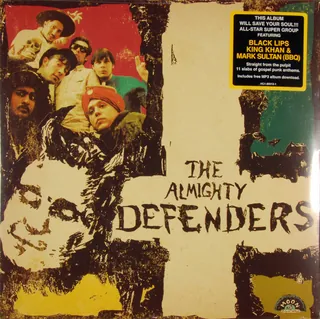 THIS ALBUM
WILL SAVE YOUR SOUL!!!
ALL-STAR SUPER GROUP
FEATURING
BLACK LIPS
KING KHAN &
MARK SULTAN (BBQ)
Straight from the pulpit
11 slabs of gospel punk anthems.
Includes free MP3 album download.
THE
ALMIGHTY
DEFENDERS